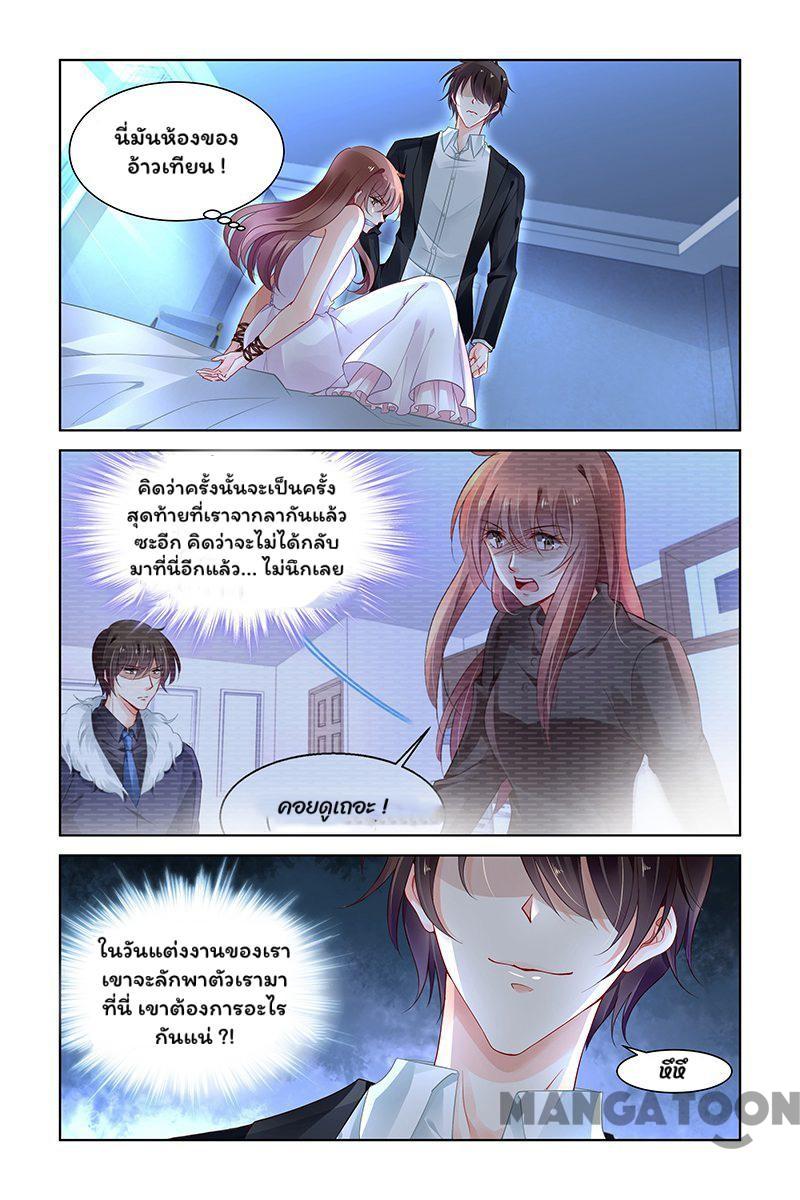 นี่มันห้องของ
อ้าวเทียน !
คิดว่าครั้งนั้นจะเป็นครั้ง
สุดท้ายที่เราจากลากันแล้ว
ซะอีก คิดว่าจะไม่ได้กลับ
มาที่นี่อีกแล้ว... ไม่นึกเลย
คอยดูเถอะ !
ในวันแต่งงานของเรา
เขาจะลักพาตัวเรามา
ที่นี่ เขาต้องการอะไร
กันแน่ ?!
หึหึ
MANGATOON